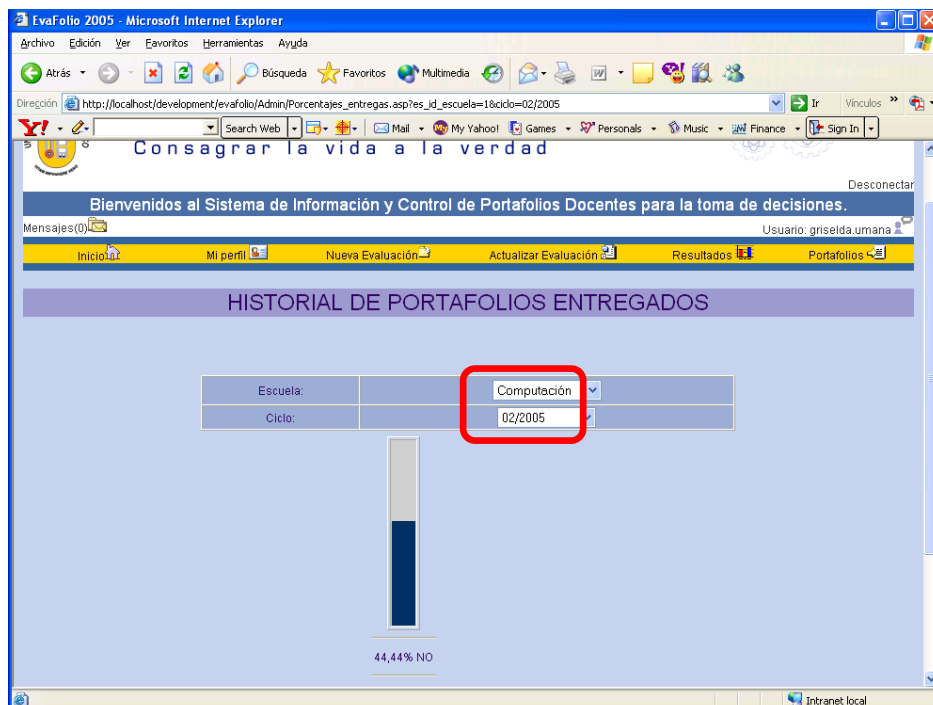 EvaFolio 2005 - Microsoft Internet Explorer
Archivo Edición Ver Favoritos Herramientas Ayuda
Atrás Búsqueda Favoritos Multimedia
Dirección http://localhost/development/evafolio/Admin/Porcentajes_entregas.asp?es_id_escuela=1&ciclo=02/2005 Ir Vínculos »
Y! Search Web Mail My Yahoo! Games Personals Music Finance Sign In
Consagrar la vida a la verdad
Desconectar
Bienvenidos al Sistema de Información y Control de Portafolios Docentes para la toma de decisiones.
Mensajes(0) Usuario: griselda.umana
Inicio Mi perfil Nueva Evaluación Actualizar Evaluación Resultados Portafolios
HISTORIAL DE PORTAFOLIOS ENTREGADOS
Escuela: Computación
Ciclo: 02/2005
44,44% NO
Intranet local